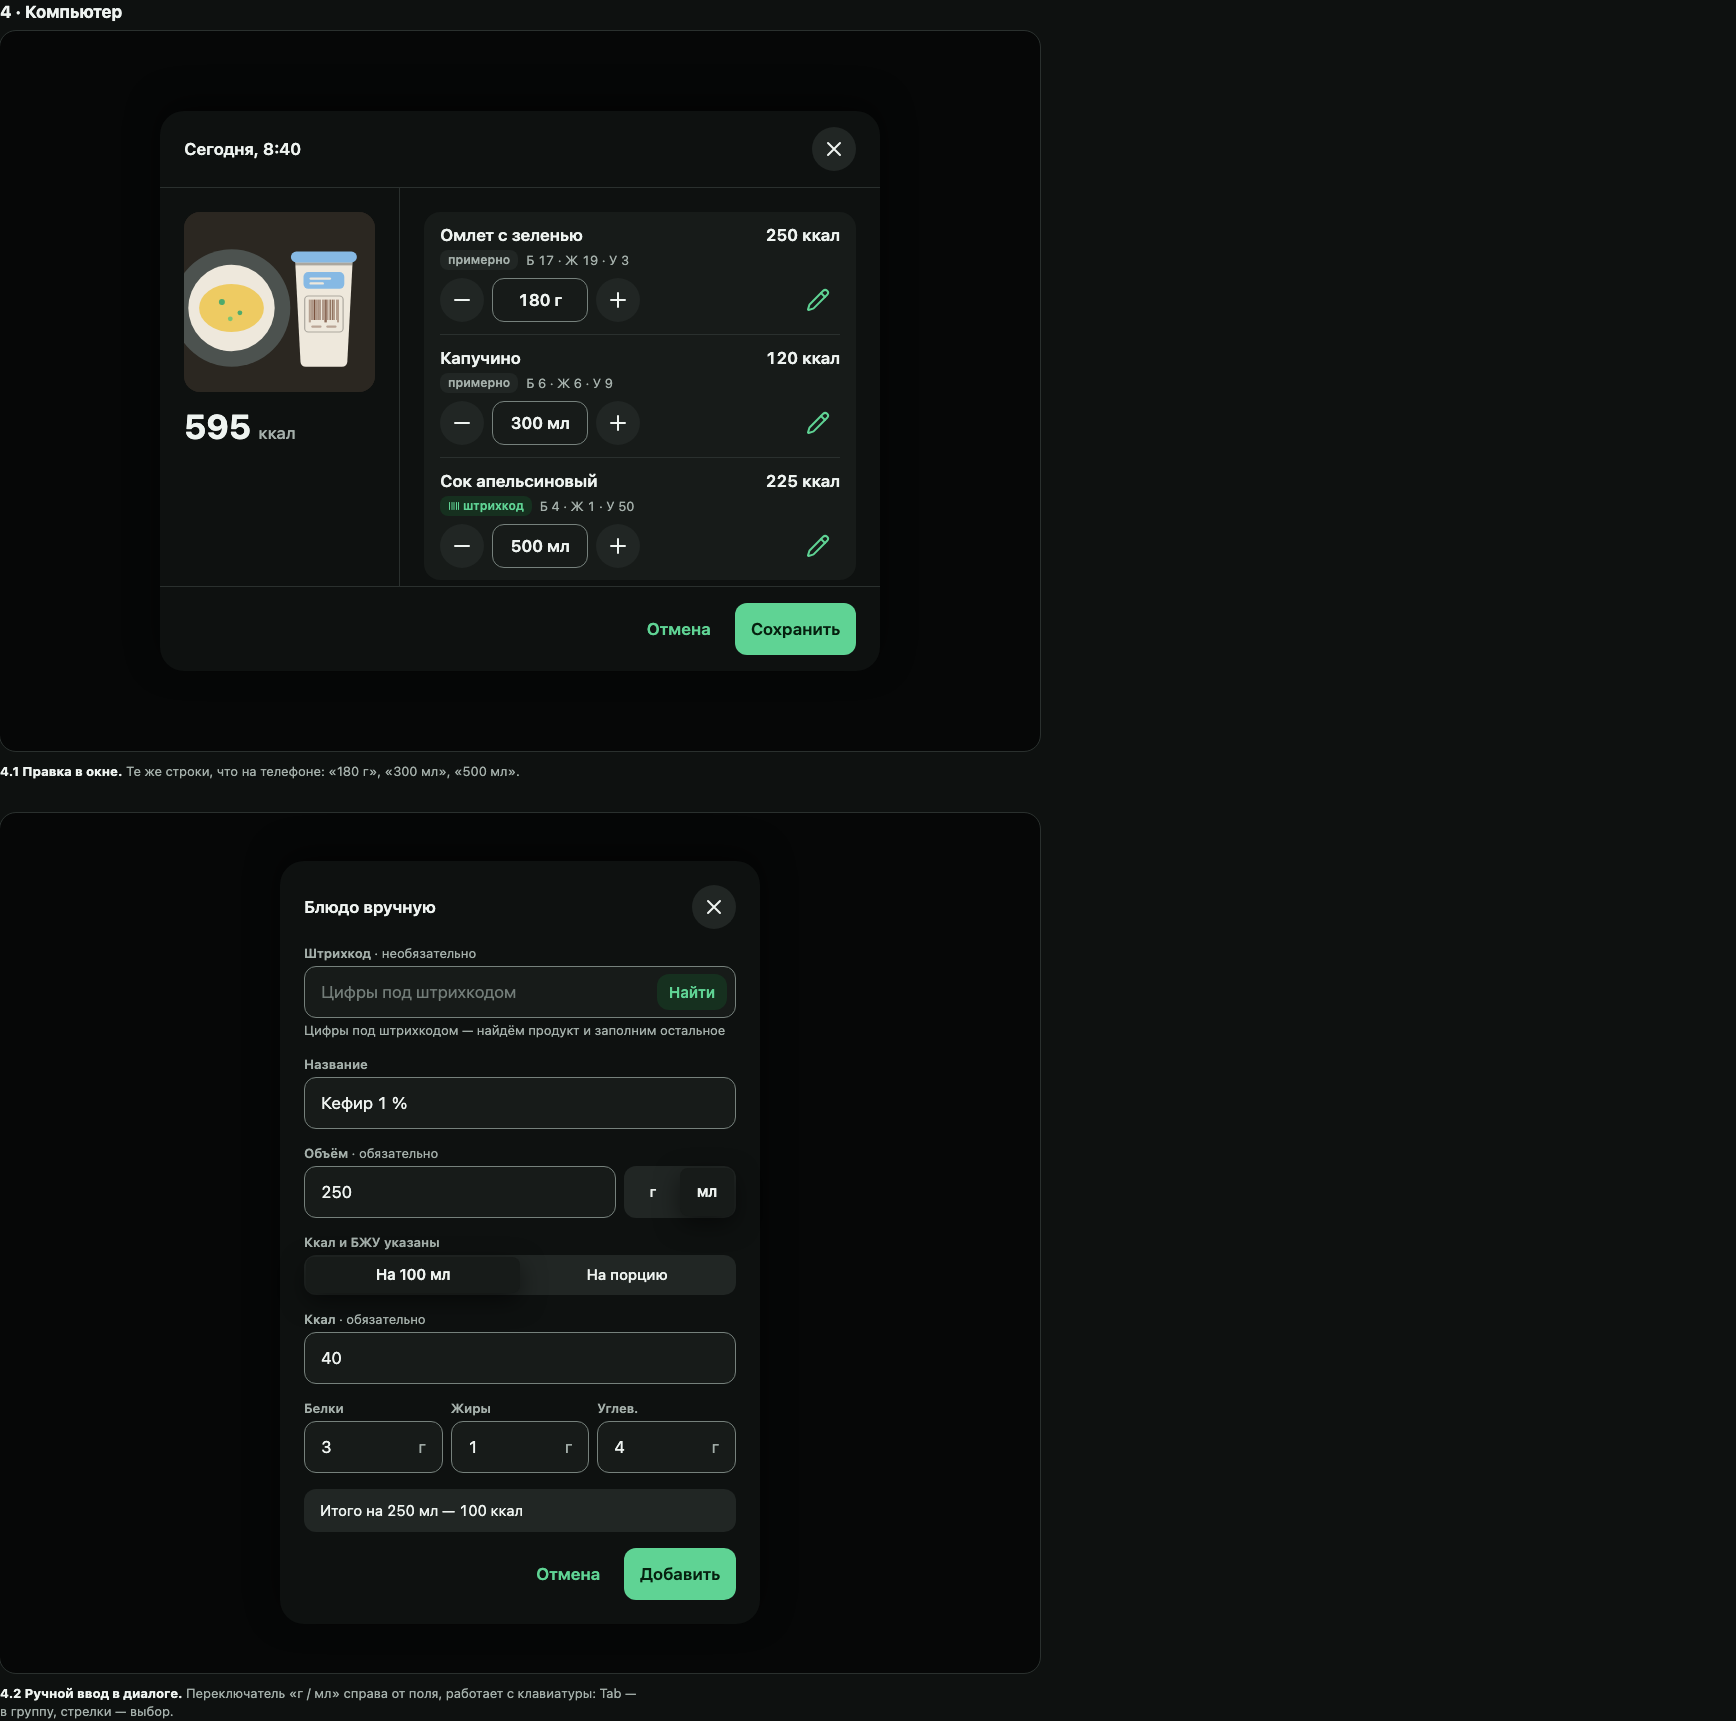 4 · Компьютер
Сегодня, 8:40
595 ккал
Омлет с зеленью 250 ккал
примерно Б 17 · Ж 19 · У 3
180 г
Капучино 120 ккал
примерно Б 6 · Ж 6 · У 9
300 мл
Сок апельсиновый 225 ккал
штрихкод Б 4 · Ж 1 · У 50
500 мл
Отмена Сохранить
4.1 Правка в окне. Те же строки, что на телефоне: «180 г», «300 мл», «500 мл».
Блюдо вручную
Штрихкод · необязательно
Цифры под штрихкодом Найти
Цифры под штрихкодом — найдём продукт и заполним остальное
Название
Кефир 1 %
Объём · обязательно
250 г мл
Ккал и БЖУ указаны
На 100 мл На порцию
Ккал · обязательно
40
Белки Жиры Углев.
3 г 1 г 4 г
Итого на 250 мл — 100 ккал
Отмена Добавить
4.2 Ручной ввод в диалоге. Переключатель «г / мл» справа от поля, работает с клавиатуры: Tab —
в группу, стрелки — выбор.